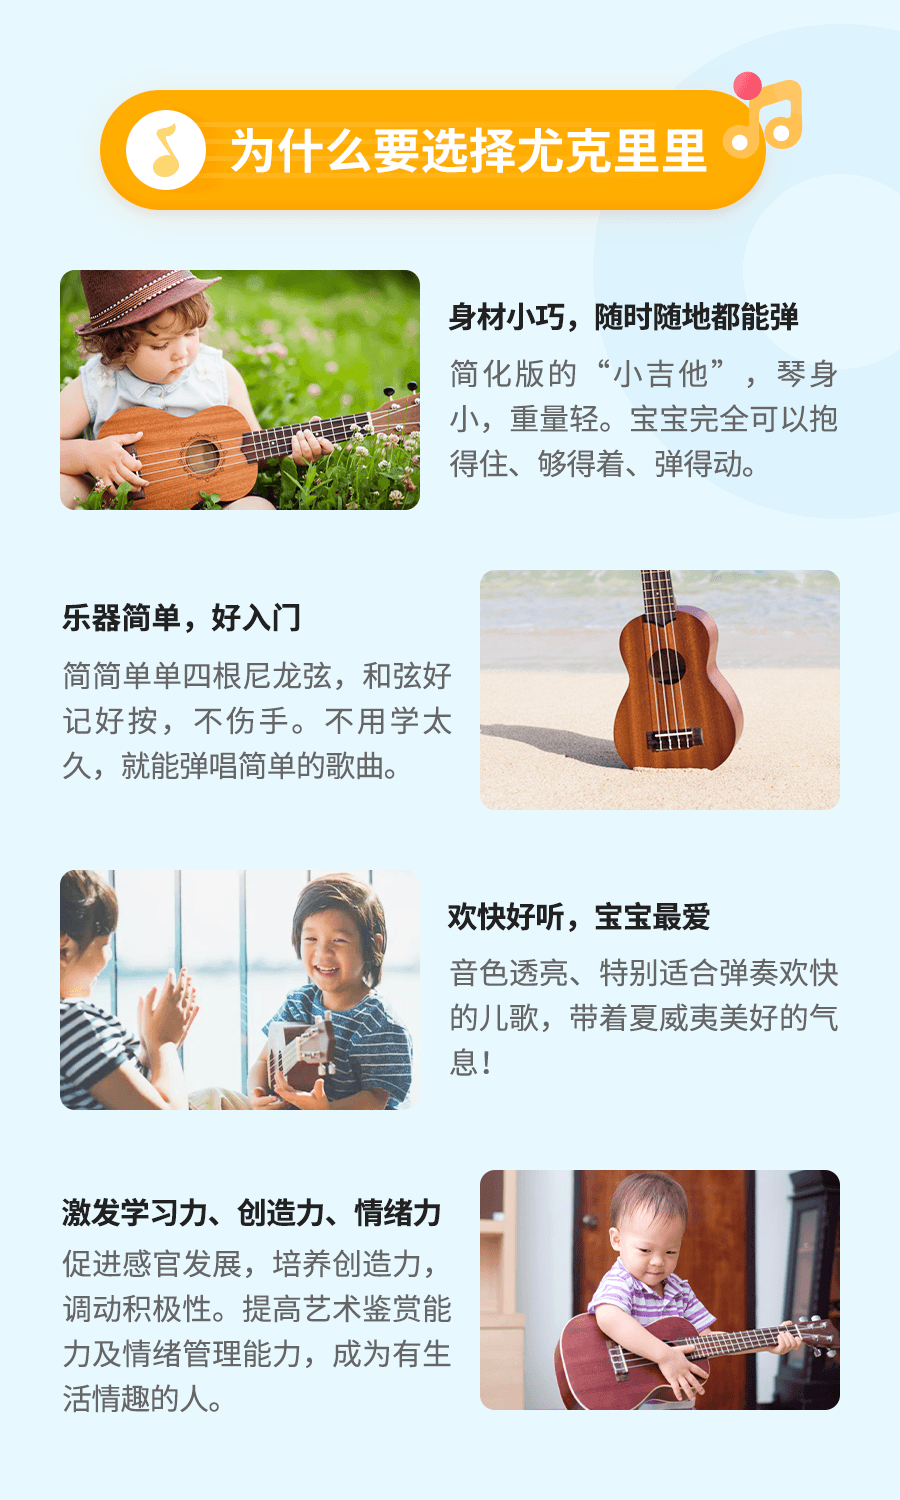 为什么要选择尤克里里
身材小巧，随时随地都能弹
简化版的“小吉他”，琴身
小，重量轻。宝宝完全可以抱
得住、够得着、弹得动。
乐器简单，好入门
简简单单四根尼龙弦，和弦好
记好按，不伤手。不用学太
久，就能弹唱简单的歌曲。
欢快好听，宝宝最爱
音色透亮、特别适合弹奏欢快
的儿歌，带着夏威夷美好的气
息！
激发学习力、创造力、情绪力
促进感官发展，培养创造力，
调动积极性。提高艺术鉴赏能
力及情绪管理能力，成为有生
活情趣的人。